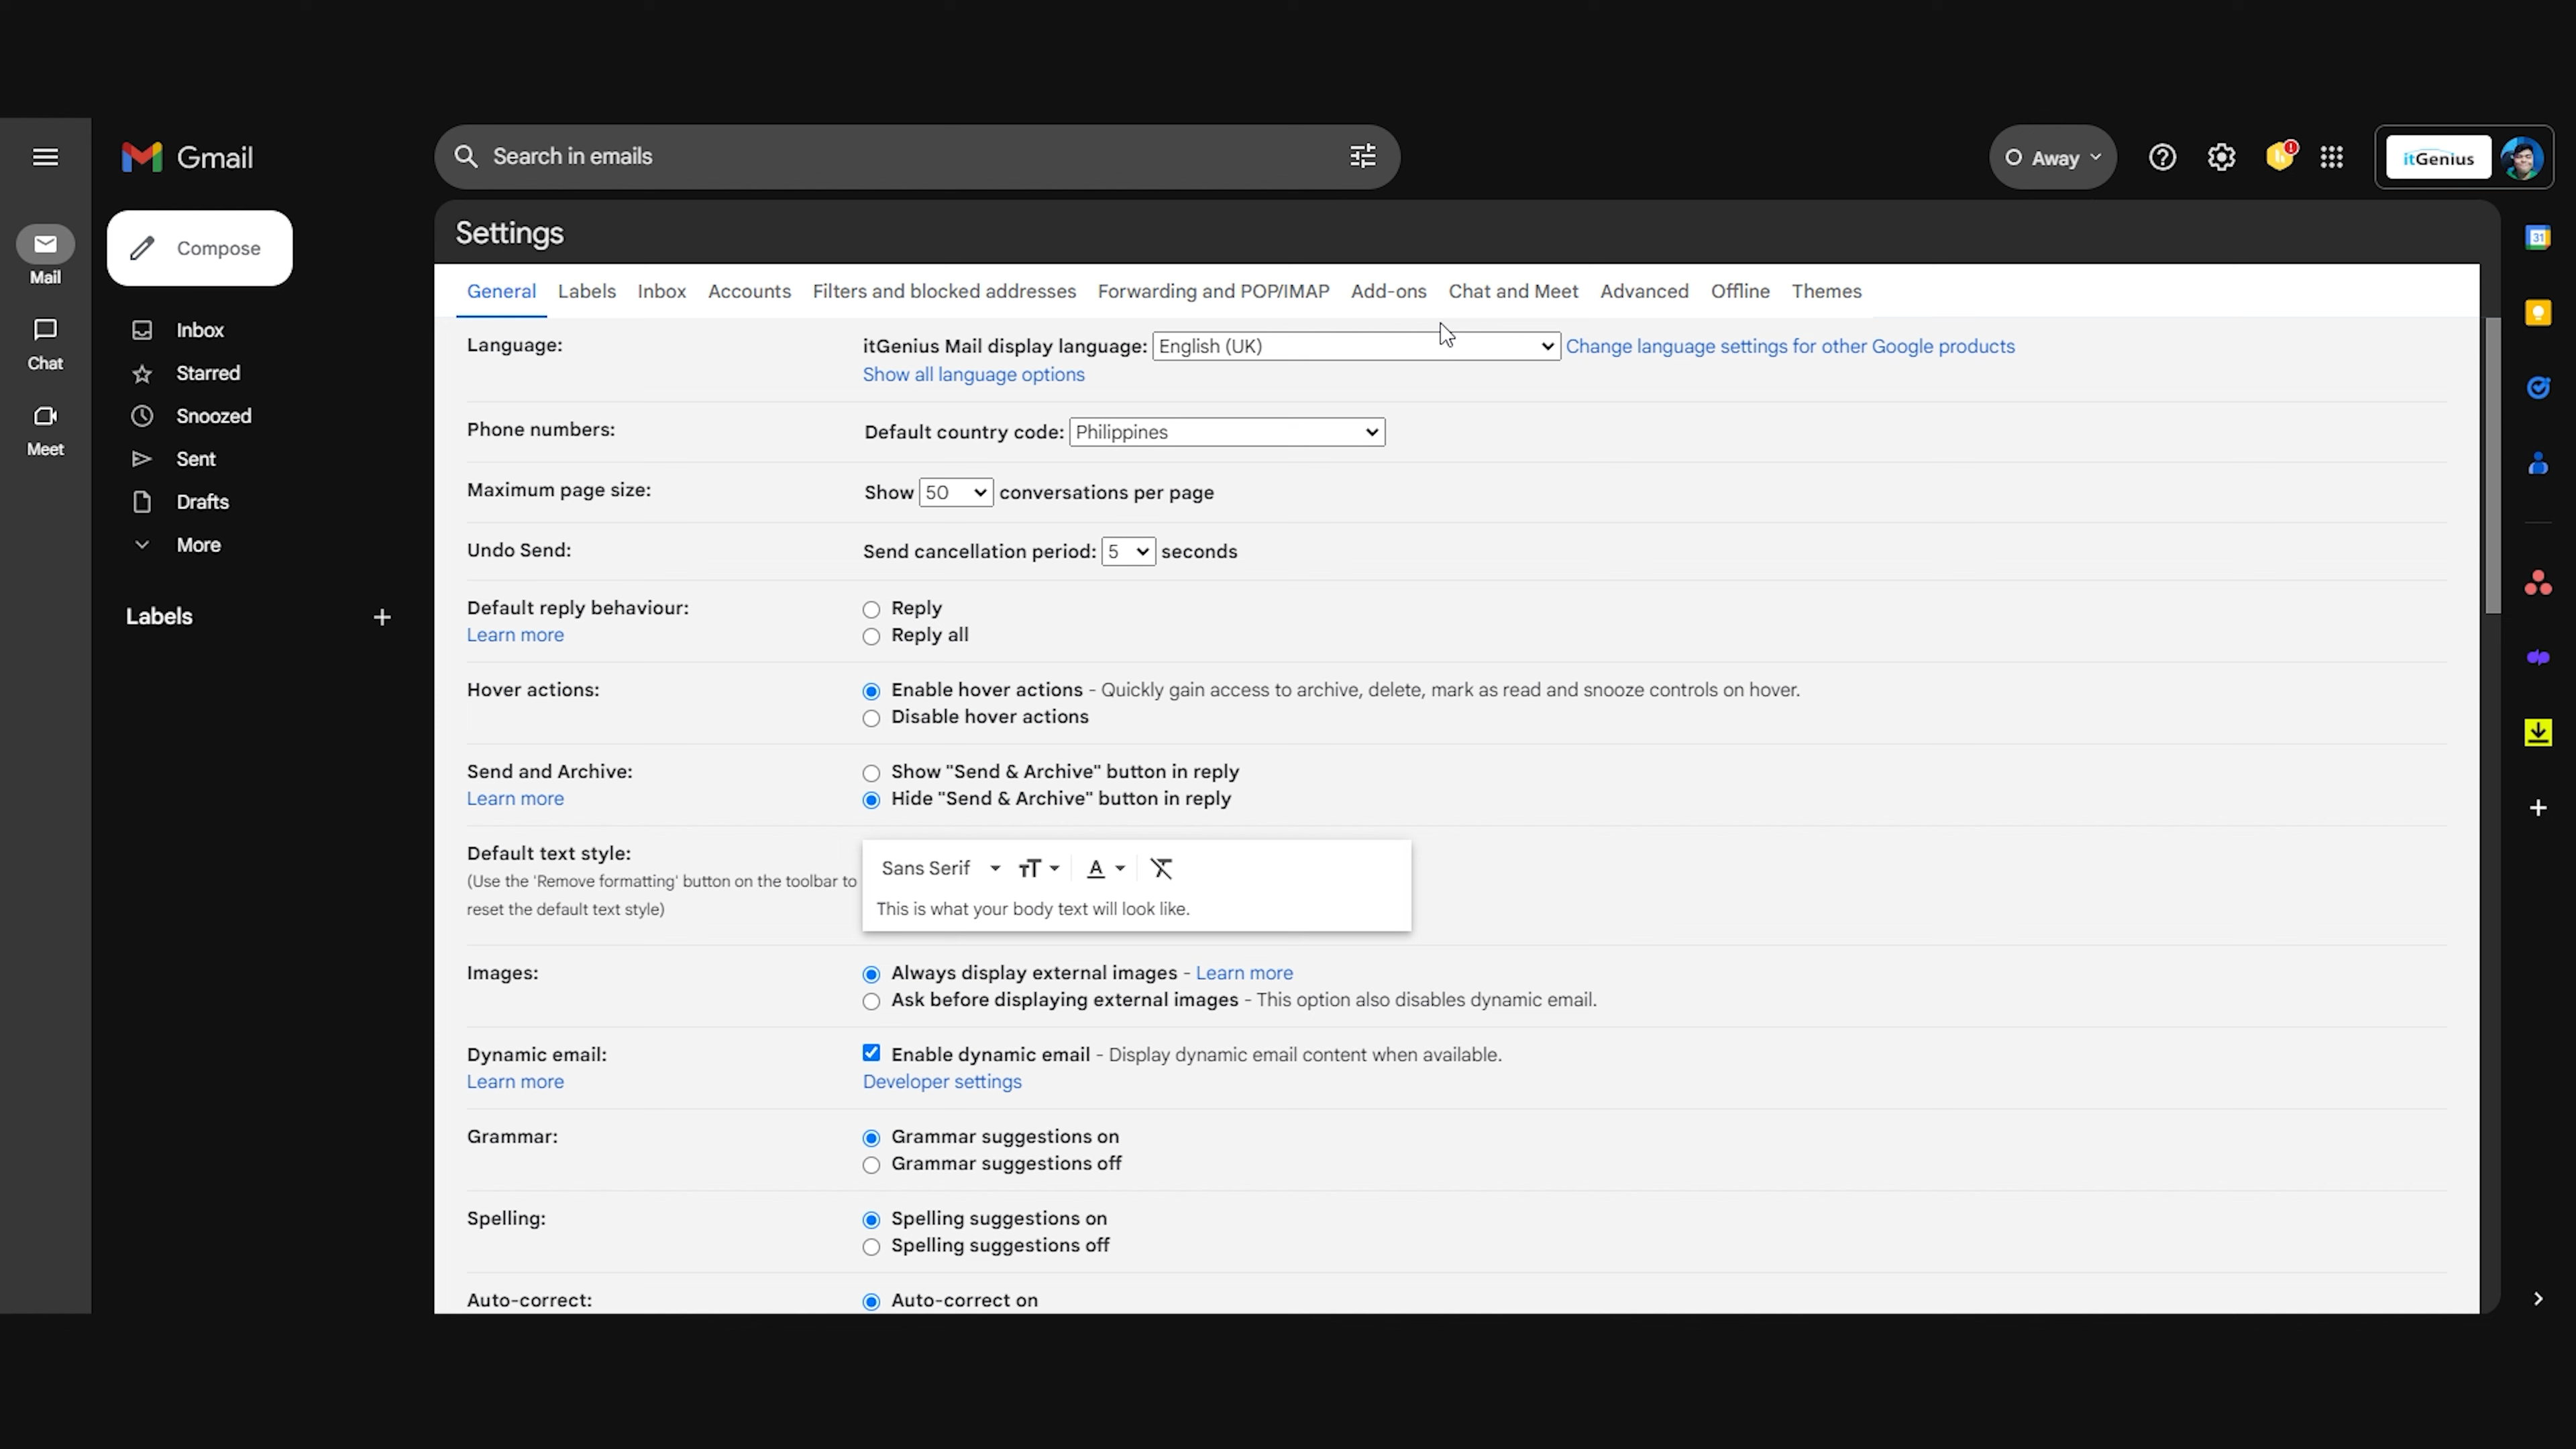 Gmail
Search in emails
Away
itGenius
Compose
Mail
Chat
Meet
Inbox
Starred
Snoozed
Sent
Drafts
More
Labels
Settings
General Labels Inbox Accounts Filters and blocked addresses Forwarding and POP/IMAP Add-ons Chat and Meet Advanced Offline Themes
Language: itGenius Mail display language: English (UK) Change language settings for other Google products
Show all language options
Phone numbers: Default country code: Philippines
Maximum page size: Show 50 conversations per page
Undo Send: Send cancellation period: 5 seconds
Default reply behaviour: Reply
Learn more Reply all
Hover actions: Enable hover actions - Quickly gain access to archive, delete, mark as read and snooze controls on hover.
Disable hover actions
Send and Archive: Show "Send & Archive" button in reply
Learn more Hide "Send & Archive" button in reply
Default text style:
(Use the 'Remove formatting' button on the toolbar to
reset the default text style)
Sans Serif
This is what your body text will look like.
Images: Always display external images - Learn more
Ask before displaying external images - This option also disables dynamic email.
Dynamic email: Enable dynamic email - Display dynamic email content when available.
Learn more Developer settings
Grammar: Grammar suggestions on
Grammar suggestions off
Spelling: Spelling suggestions on
Spelling suggestions off
Auto-correct: Auto-correct on
31